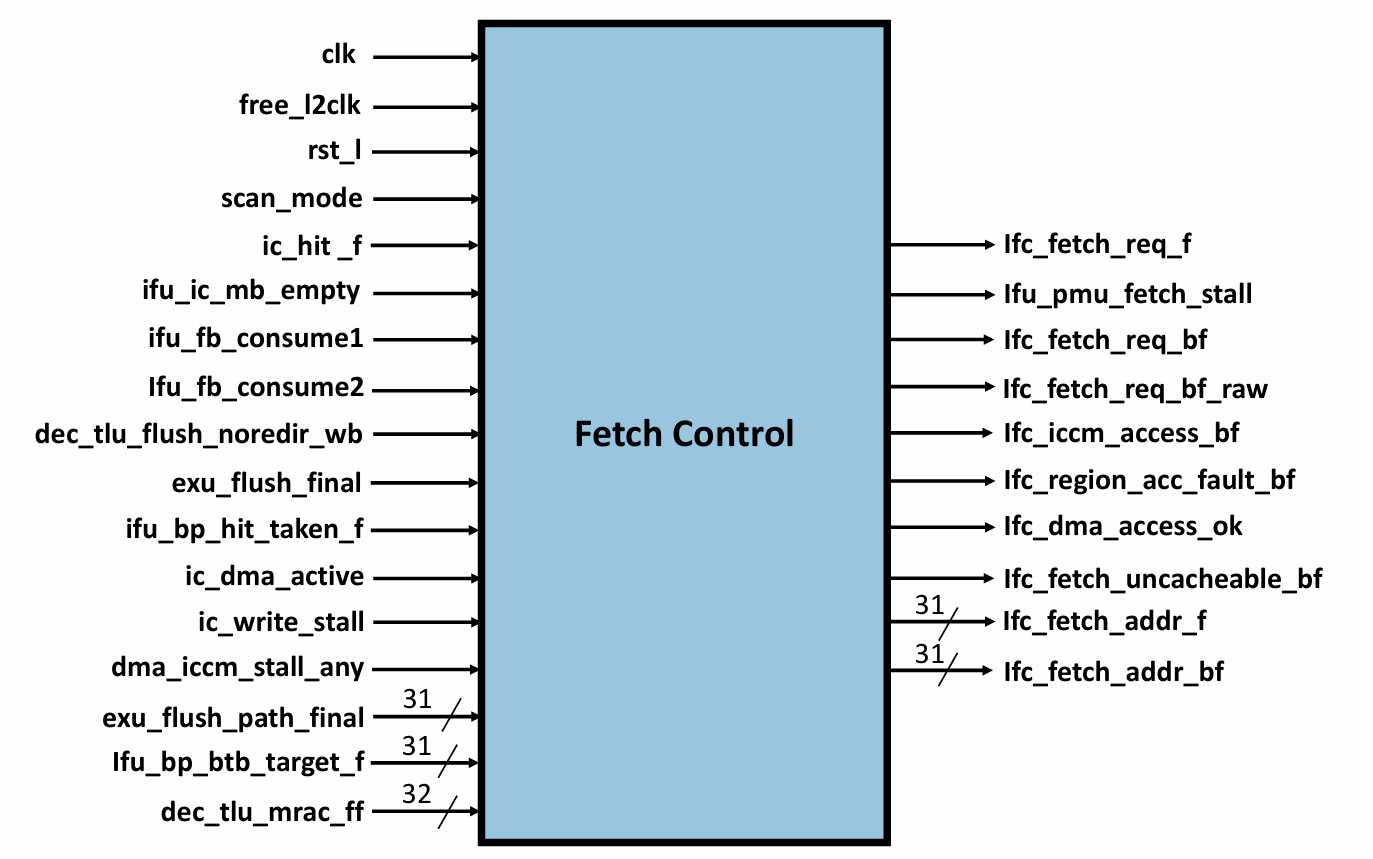 clk
free_l2clk
rst_l
scan_mode
ic_hit _f
ifu_ic_mb_empty
ifu_fb_consume1
Ifu_fb_consume2
dec_tlu_flush_noredir_wb
exu_flush_final
ifu_bp_hit_taken_f
ic_dma_active
ic_write_stall
dma_iccm_stall_any
exu_flush_path_final
31
Ifu_bp_btb_target_f
31
dec_tlu_mrac_ff
32
Fetch Control
Ifc_fetch_req_f
Ifu_pmu_fetch_stall
Ifc_fetch_req_bf
Ifc_fetch_req_bf_raw
Ifc_iccm_access_bf
Ifc_region_acc_fault_bf
Ifc_dma_access_ok
Ifc_fetch_uncacheable_bf
31
Ifc_fetch_addr_f
31
Ifc_fetch_addr_bf